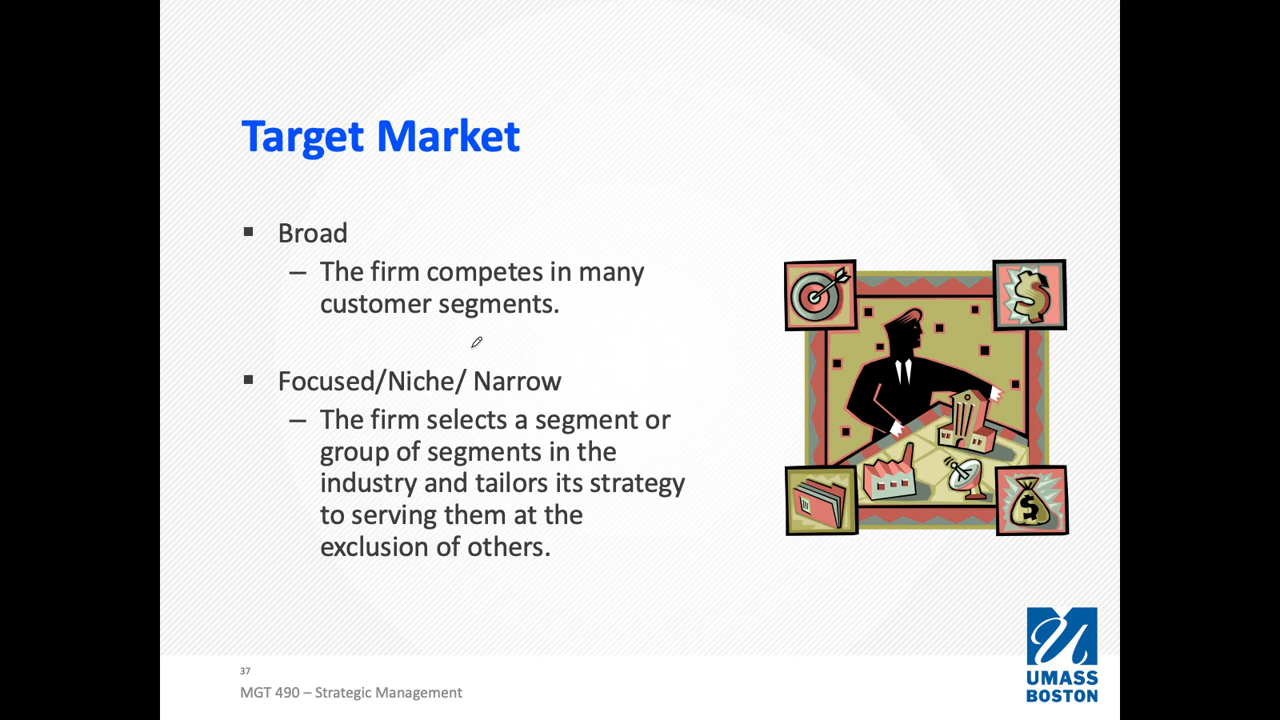 Target Market
▪ Broad
– The firm competes in many
customer segments.
▪ Focused/Niche/ Narrow
– The firm selects a segment or
group of segments in the
industry and tailors its strategy
to serving them at the
exclusion of others.
37
MGT 490 – Strategic Management
UMASS
BOSTON